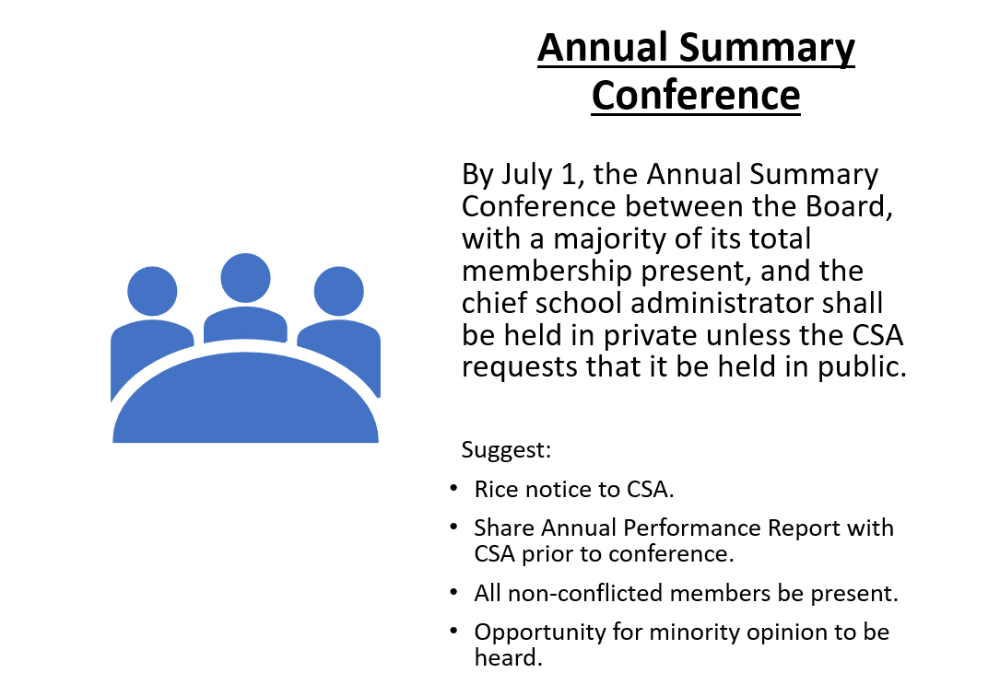 Annual Summary
Conference
By July 1, the Annual Summary
Conference between the Board,
with a majority of its total
membership present, and the
chief school administrator shall
be held in private unless the CSA
requests that it be held in public.
Suggest:
• Rice notice to CSA.
• Share Annual Performance Report with
CSA prior to conference.
• All non-conflicted members be present.
• Opportunity for minority opinion to be
heard.